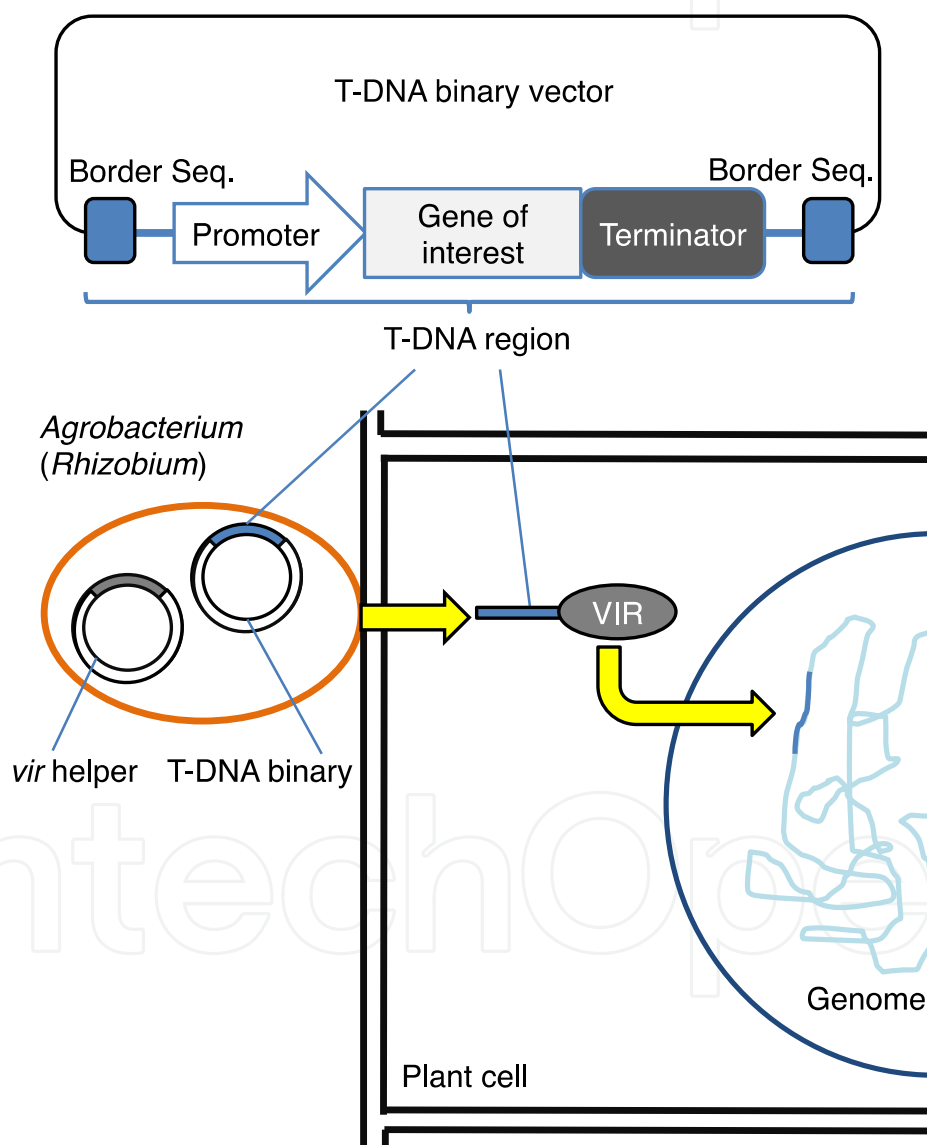 T-DNA binary vector
Border Seq.
Border Seq.
Promoter
Gene of
interest
Terminator
T-DNA region
Agrobacterium
(Rhizobium)
VIR
vir helper
T-DNA binary
ntechOpe
Genome
Plant cell